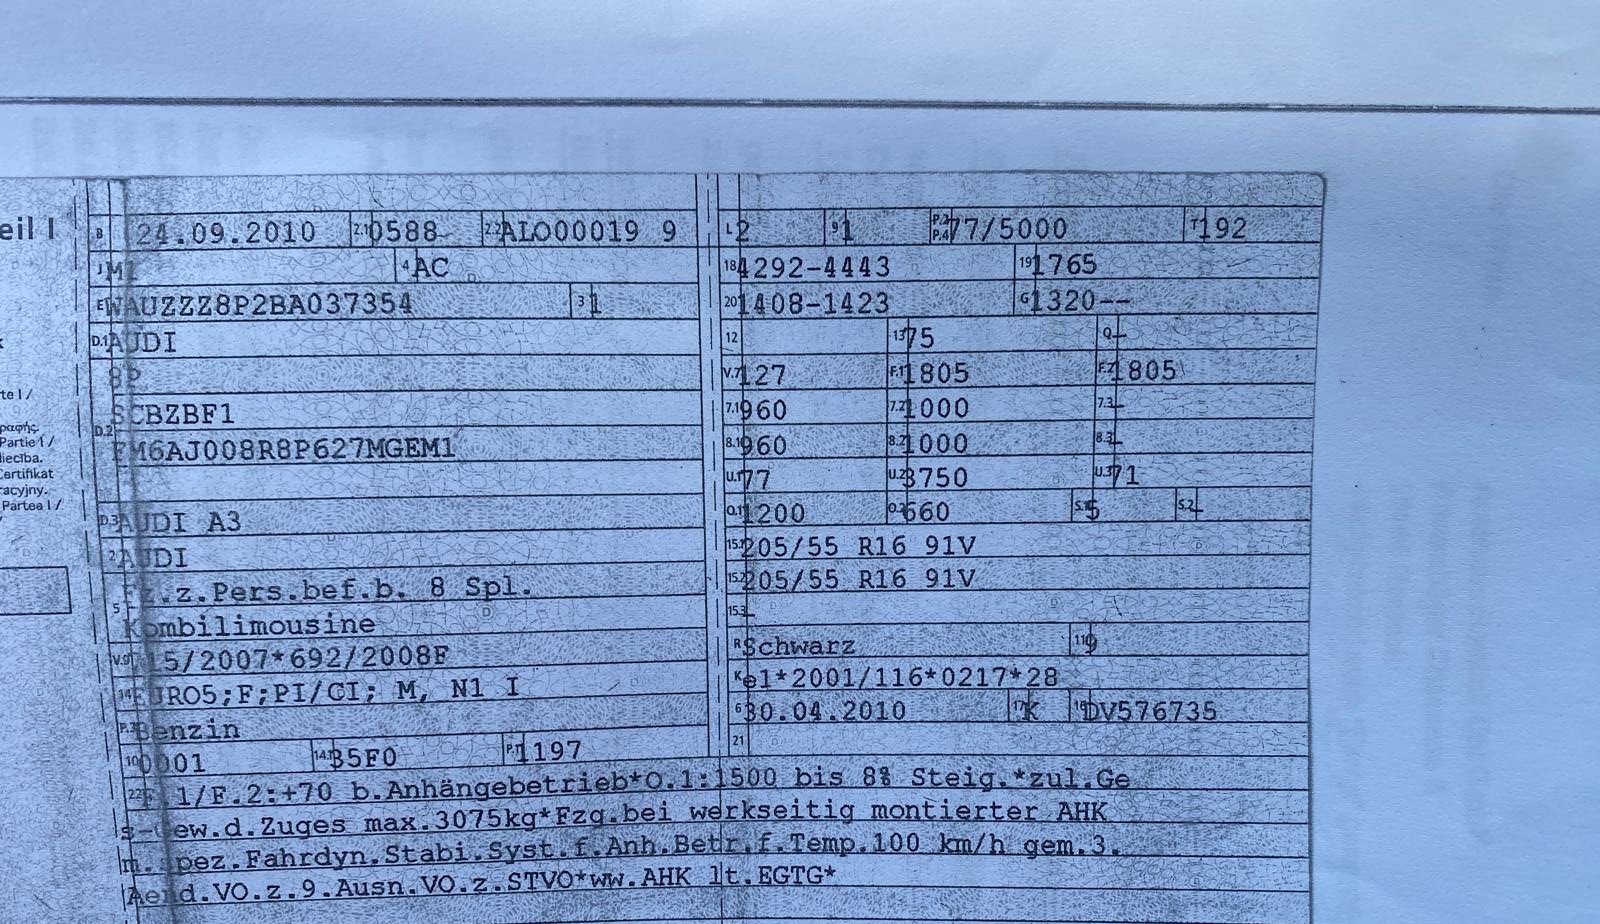 eil I
B 24.09.2010 2.1 0588 2.2 ALO00019 9
J M1 4 AC
E WAUZZZ8P2BA037354 3 1
D.1 AUDI
8P
D.2 SCBZBF1
FM6AJ008R8P627MGEM1
D.3 AUDI A3
2 AUDI
5 Fz.z.Pers.bef.b. 8 Spl.
Kombilimousine
V.9 715/2007*692/2008F
14 EURO5;F;PI/CI; M, N1 I
P.3 Benzin
10 0001 14.1 35F0 P.1 1197
L 2 9 1 P.2 P.4 77/5000 T 192
18 4292-4443 19 1765
20 1408-1423 G 1320--
12 13 75 Q -
V.7 127 F.1 1805 F.2 1805
7.1 960 7.2 1000 7.3 -
8.1 960 8.2 1000 8.3 -
U.1 77 U.2 3750 U.3 71
O.1 1200 O.2 660 S.1 5 S.2 -
15.1 205/55 R16 91V
15.2 205/55 R16 91V
15.3 -
R Schwarz 11 9
K e1*2001/116*0217*28
6 30.04.2010 17 K 16 DV576735
21
22 F.1/F.2:+70 b.Anhängebetrieb*O.1:1500 bis 8% Steig.*zul.Ge
s-Gew.d.Zuges max.3075kg*Fzg.bei werkseitig montierter AHK
m.spez.Fahrdyn.Stabi.Syst.f.Anh.Betr.f.Temp.100 km/h gem.3.
Aend.VO.z.9.Ausn.VO.z.STVO*ww.AHK lt.EGTG*
te I /
ραφής.
Partie I /
liecība.
Certifikat
racyjny.
Partea I /